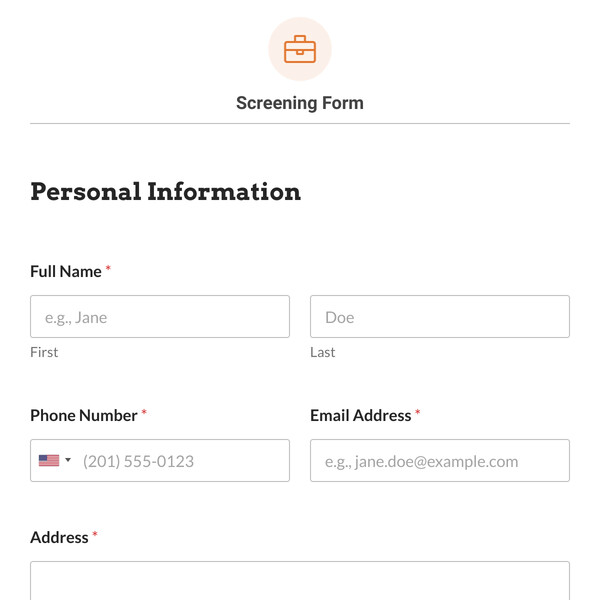 Screening Form
Personal Information
Full Name *
e.g., Jane Doe
First Last
Phone Number * Email Address *
(201) 555-0123 e.g., jane.doe@example.com
Address *